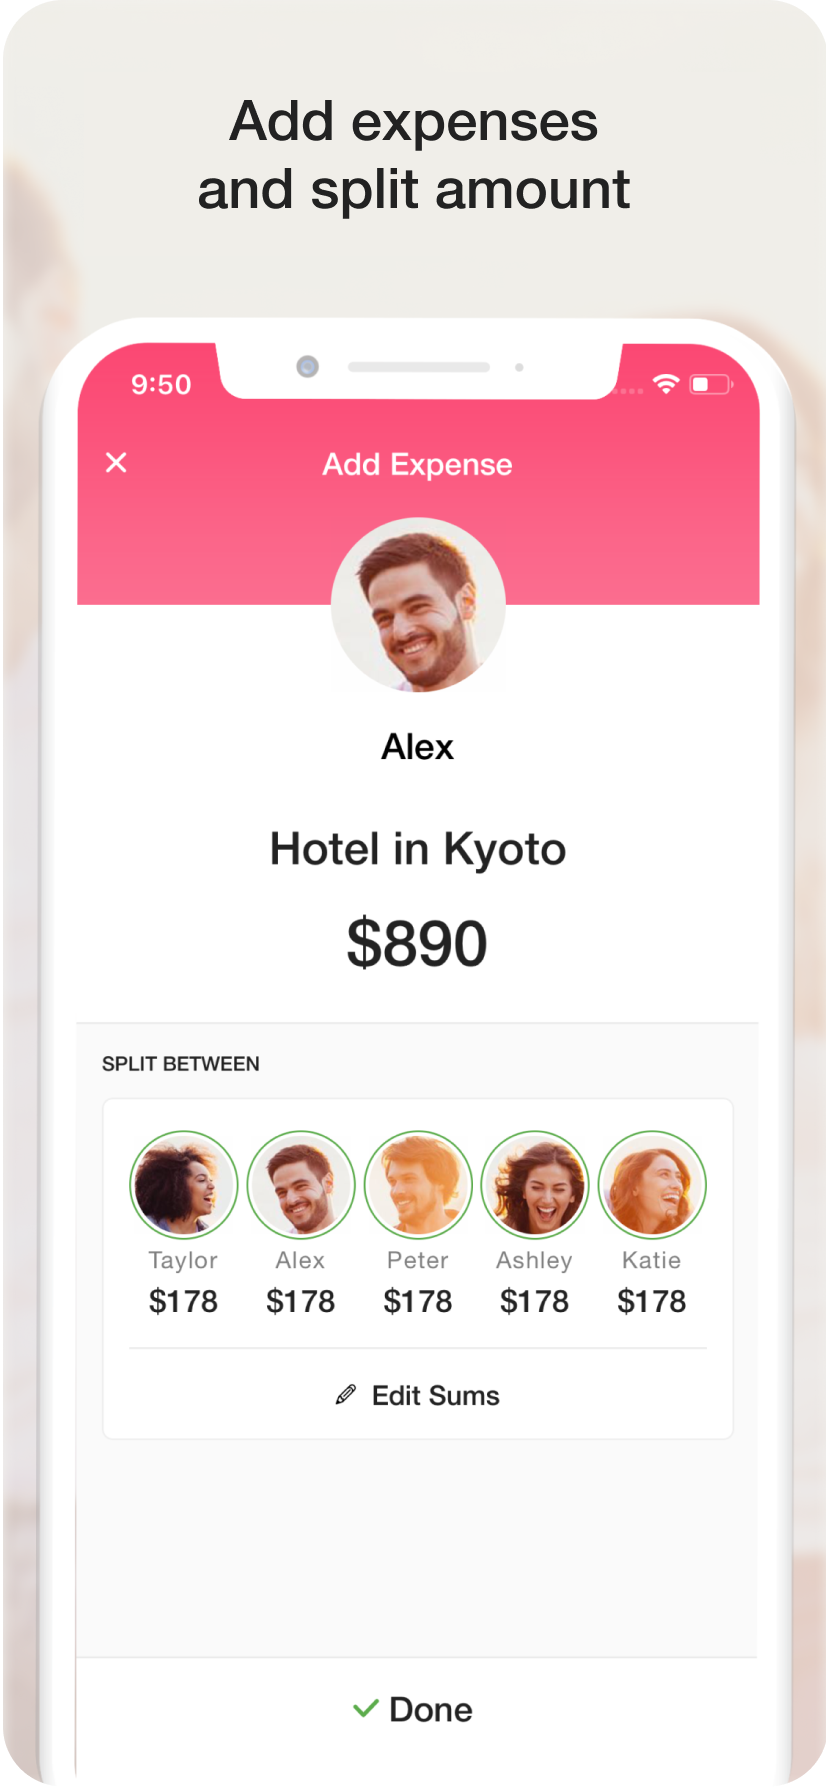 Add expenses
and split amount
9:50
Add Expense
Alex
Hotel in Kyoto
$890
SPLIT BETWEEN
Taylor Alex Peter Ashley Katie
$178 $178 $178 $178 $178
Edit Sums
Done